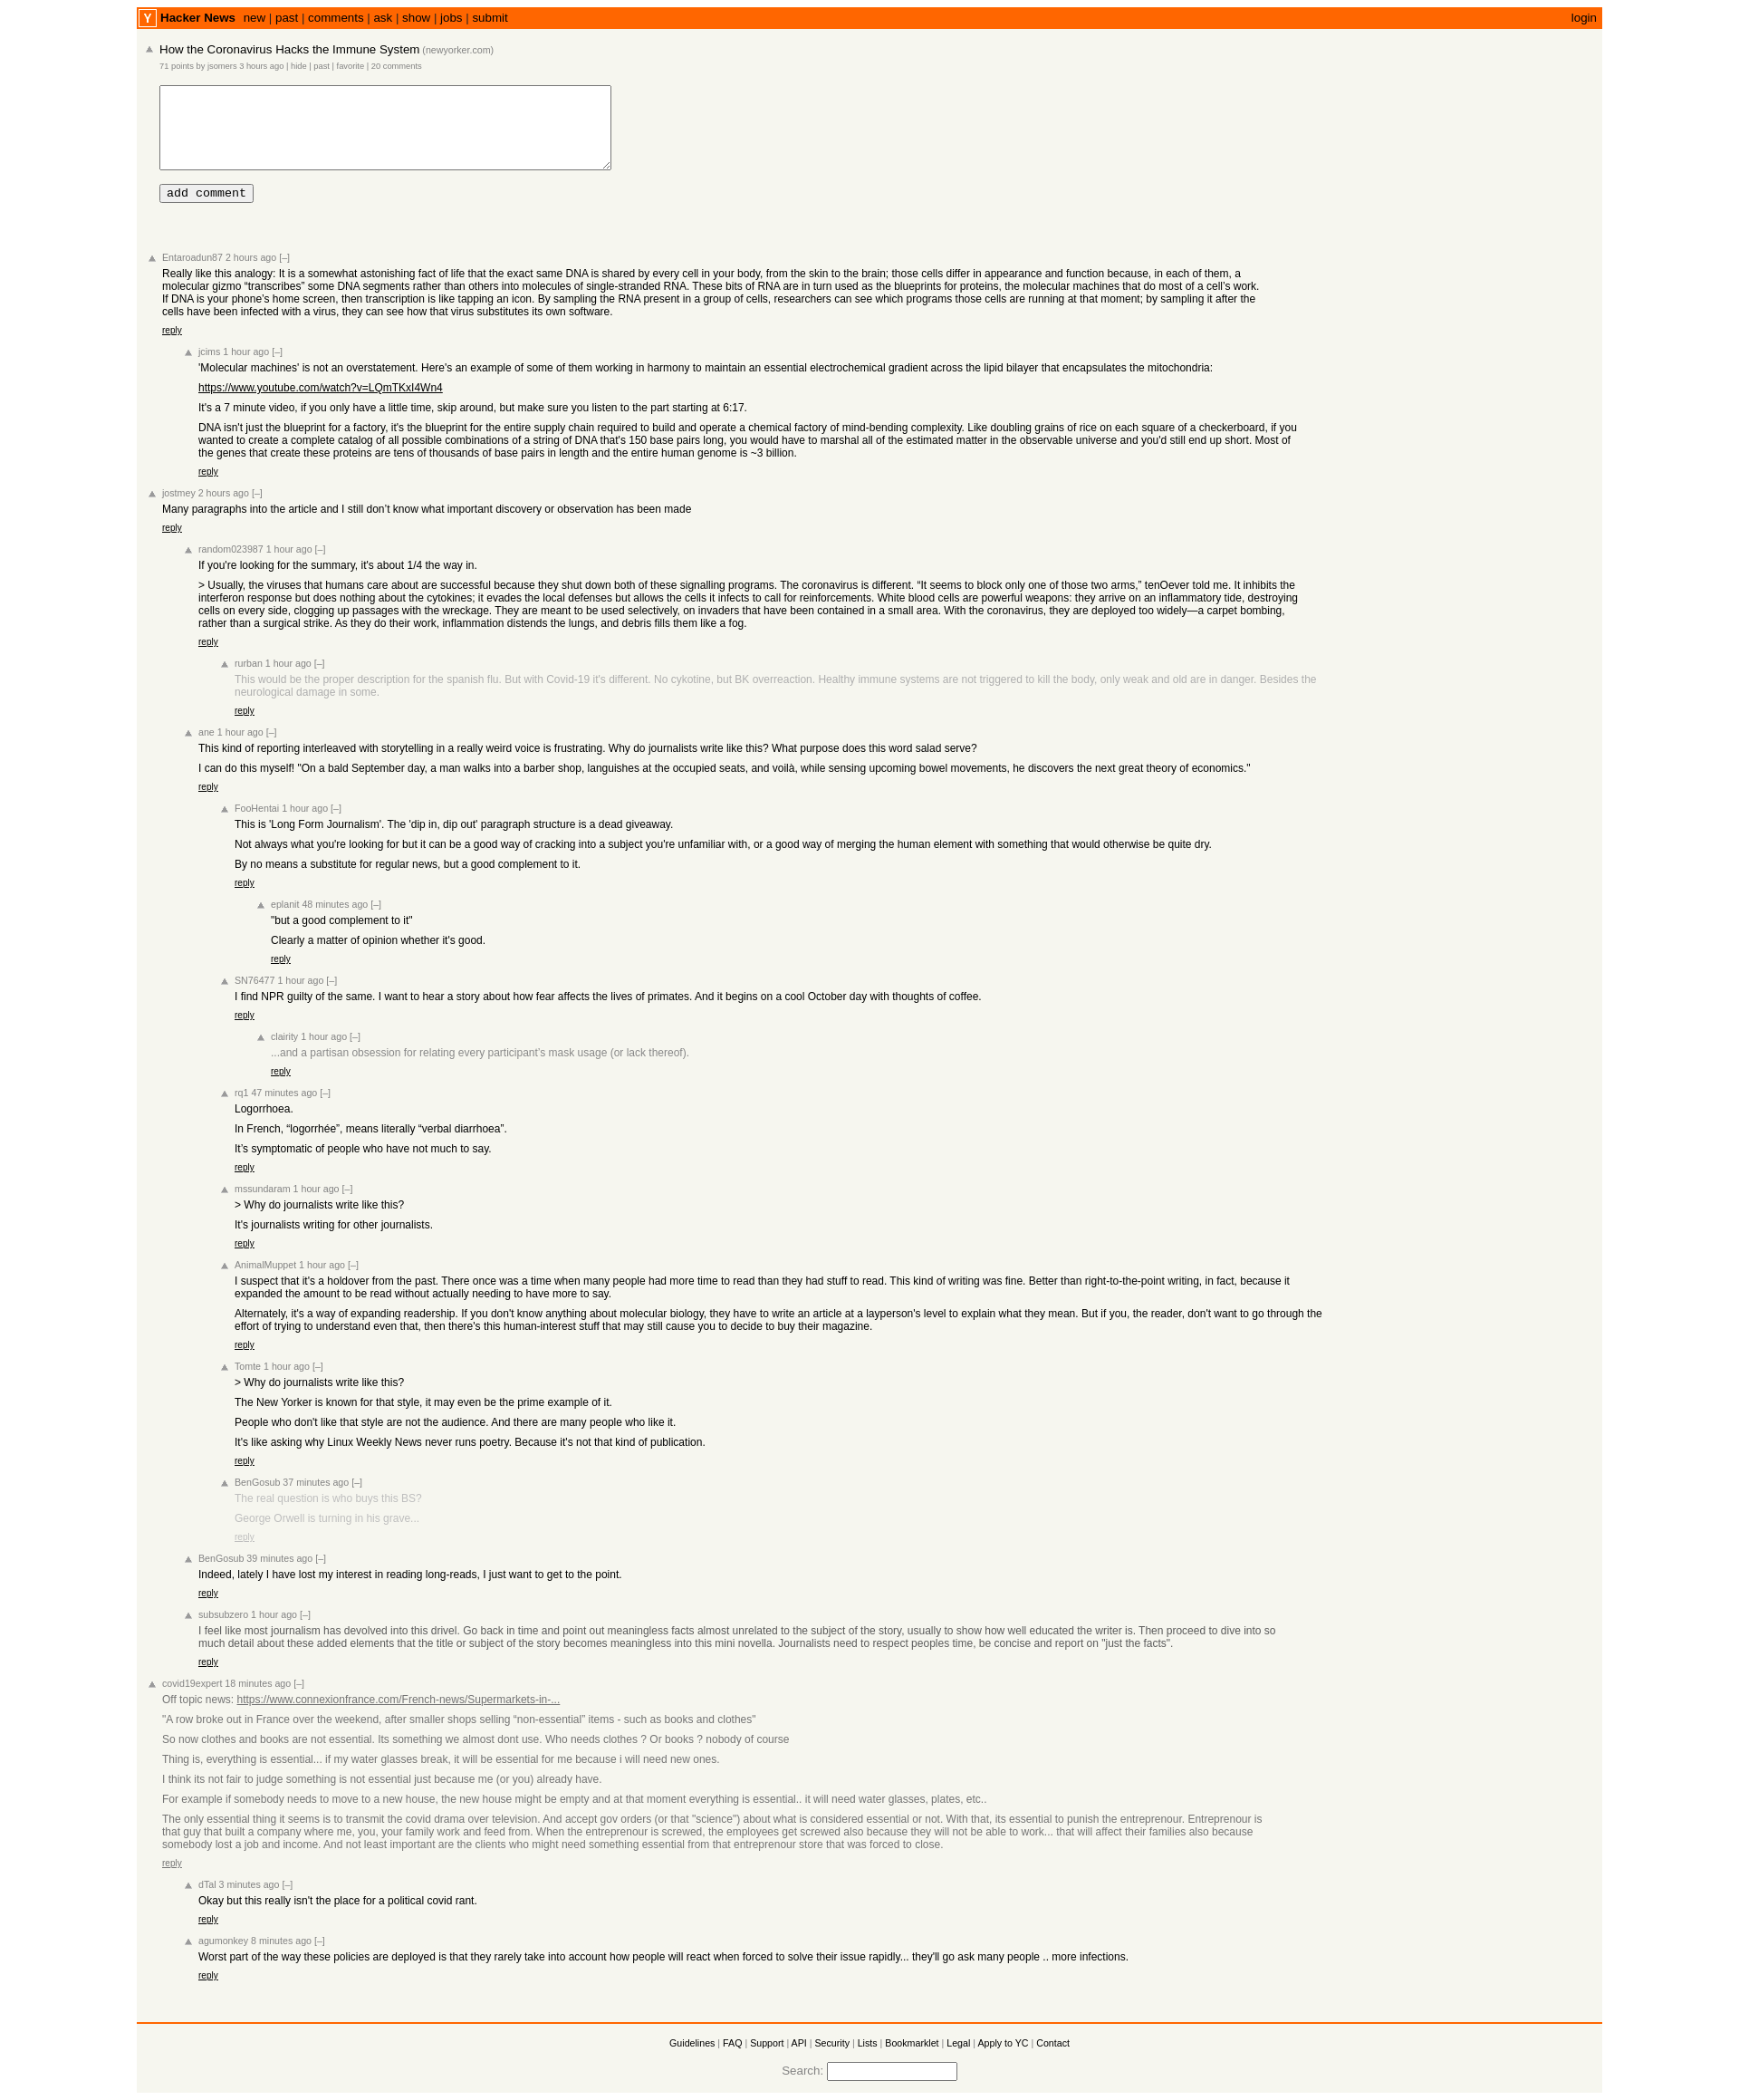 Y Hacker News new | past | comments | ask | show | jobs | submit login
How the Coronavirus Hacks the Immune System (newyorker.com)
71 points by jsomers 3 hours ago | hide | past | favorite | 20 comments
add comment
Entaroadun87 2 hours ago [–]
Really like this analogy: It is a somewhat astonishing fact of life that the exact same DNA is shared by every cell in your body, from the skin to the brain; those cells differ in appearance and function because, in each of them, a
molecular gizmo “transcribes” some DNA segments rather than others into molecules of single-stranded RNA. These bits of RNA are in turn used as the blueprints for proteins, the molecular machines that do most of a cell’s work.
If DNA is your phone’s home screen, then transcription is like tapping an icon. By sampling the RNA present in a group of cells, researchers can see which programs those cells are running at that moment; by sampling it after the
cells have been infected with a virus, they can see how that virus substitutes its own software.
reply
jcims 1 hour ago [–]
'Molecular machines' is not an overstatement. Here's an example of some of them working in harmony to maintain an essential electrochemical gradient across the lipid bilayer that encapsulates the mitochondria:
https://www.youtube.com/watch?v=LQmTKxI4Wn4
It's a 7 minute video, if you only have a little time, skip around, but make sure you listen to the part starting at 6:17.
DNA isn't just the blueprint for a factory, it's the blueprint for the entire supply chain required to build and operate a chemical factory of mind-bending complexity. Like doubling grains of rice on each square of a checkerboard, if you
wanted to create a complete catalog of all possible combinations of a string of DNA that's 150 base pairs long, you would have to marshal all of the estimated matter in the observable universe and you'd still end up short. Most of
the genes that create these proteins are tens of thousands of base pairs in length and the entire human genome is ~3 billion.
reply
jostmey 2 hours ago [–]
Many paragraphs into the article and I still don’t know what important discovery or observation has been made
reply
random023987 1 hour ago [–]
If you're looking for the summary, it's about 1/4 the way in.
> Usually, the viruses that humans care about are successful because they shut down both of these signalling programs. The coronavirus is different. “It seems to block only one of those two arms,” tenOever told me. It inhibits the
interferon response but does nothing about the cytokines; it evades the local defenses but allows the cells it infects to call for reinforcements. White blood cells are powerful weapons: they arrive on an inflammatory tide, destroying
cells on every side, clogging up passages with the wreckage. They are meant to be used selectively, on invaders that have been contained in a small area. With the coronavirus, they are deployed too widely—a carpet bombing,
rather than a surgical strike. As they do their work, inflammation distends the lungs, and debris fills them like a fog.
reply
rurban 1 hour ago [–]
This would be the proper description for the spanish flu. But with Covid-19 it's different. No cykotine, but BK overreaction. Healthy immune systems are not triggered to kill the body, only weak and old are in danger. Besides the
neurological damage in some.
reply
ane 1 hour ago [–]
This kind of reporting interleaved with storytelling in a really weird voice is frustrating. Why do journalists write like this? What purpose does this word salad serve?
I can do this myself! "On a bald September day, a man walks into a barber shop, languishes at the occupied seats, and voilà, while sensing upcoming bowel movements, he discovers the next great theory of economics."
reply
FooHentai 1 hour ago [–]
This is 'Long Form Journalism'. The 'dip in, dip out' paragraph structure is a dead giveaway.
Not always what you're looking for but it can be a good way of cracking into a subject you're unfamiliar with, or a good way of merging the human element with something that would otherwise be quite dry.
By no means a substitute for regular news, but a good complement to it.
reply
eplanit 48 minutes ago [–]
"but a good complement to it"
Clearly a matter of opinion whether it's good.
reply
SN76477 1 hour ago [–]
I find NPR guilty of the same. I want to hear a story about how fear affects the lives of primates. And it begins on a cool October day with thoughts of coffee.
reply
clairity 1 hour ago [–]
...and a partisan obsession for relating every participant’s mask usage (or lack thereof).
reply
rq1 47 minutes ago [–]
Logorrhoea.
In French, “logorrhée”, means literally “verbal diarrhoea”.
It’s symptomatic of people who have not much to say.
reply
mssundaram 1 hour ago [–]
> Why do journalists write like this?
It's journalists writing for other journalists.
reply
AnimalMuppet 1 hour ago [–]
I suspect that it's a holdover from the past. There once was a time when many people had more time to read than they had stuff to read. This kind of writing was fine. Better than right-to-the-point writing, in fact, because it
expanded the amount to be read without actually needing to have more to say.
Alternately, it's a way of expanding readership. If you don't know anything about molecular biology, they have to write an article at a layperson's level to explain what they mean. But if you, the reader, don't want to go through the
effort of trying to understand even that, then there's this human-interest stuff that may still cause you to decide to buy their magazine.
reply
Tomte 1 hour ago [–]
> Why do journalists write like this?
The New Yorker is known for that style, it may even be the prime example of it.
People who don't like that style are not the audience. And there are many people who like it.
It's like asking why Linux Weekly News never runs poetry. Because it's not that kind of publication.
reply
BenGosub 37 minutes ago [–]
The real question is who buys this BS?
George Orwell is turning in his grave...
reply
BenGosub 39 minutes ago [–]
Indeed, lately I have lost my interest in reading long-reads, I just want to get to the point.
reply
subsubzero 1 hour ago [–]
I feel like most journalism has devolved into this drivel. Go back in time and point out meaningless facts almost unrelated to the subject of the story, usually to show how well educated the writer is. Then proceed to dive into so
much detail about these added elements that the title or subject of the story becomes meaningless into this mini novella. Journalists need to respect peoples time, be concise and report on "just the facts".
reply
covid19expert 18 minutes ago [–]
Off topic news: https://www.connexionfrance.com/French-news/Supermarkets-in-...
"A row broke out in France over the weekend, after smaller shops selling “non-essential” items - such as books and clothes"
So now clothes and books are not essential. Its something we almost dont use. Who needs clothes ? Or books ? nobody of course
Thing is, everything is essential... if my water glasses break, it will be essential for me because i will need new ones.
I think its not fair to judge something is not essential just because me (or you) already have.
For example if somebody needs to move to a new house, the new house might be empty and at that moment everything is essential.. it will need water glasses, plates, etc..
The only essential thing it seems is to transmit the covid drama over television. And accept gov orders (or that "science") about what is considered essential or not. With that, its essential to punish the entreprenour. Entreprenour is
that guy that built a company where me, you, your family work and feed from. When the entreprenour is screwed, the employees get screwed also because they will not be able to work... that will affect their families also because
somebody lost a job and income. And not least important are the clients who might need something essential from that entreprenour store that was forced to close.
reply
dTal 3 minutes ago [–]
Okay but this really isn't the place for a political covid rant.
reply
agumonkey 8 minutes ago [–]
Worst part of the way these policies are deployed is that they rarely take into account how people will react when forced to solve their issue rapidly... they'll go ask many people .. more infections.
reply
Guidelines | FAQ | Support | API | Security | Lists | Bookmarklet | Legal | Apply to YC | Contact
Search: